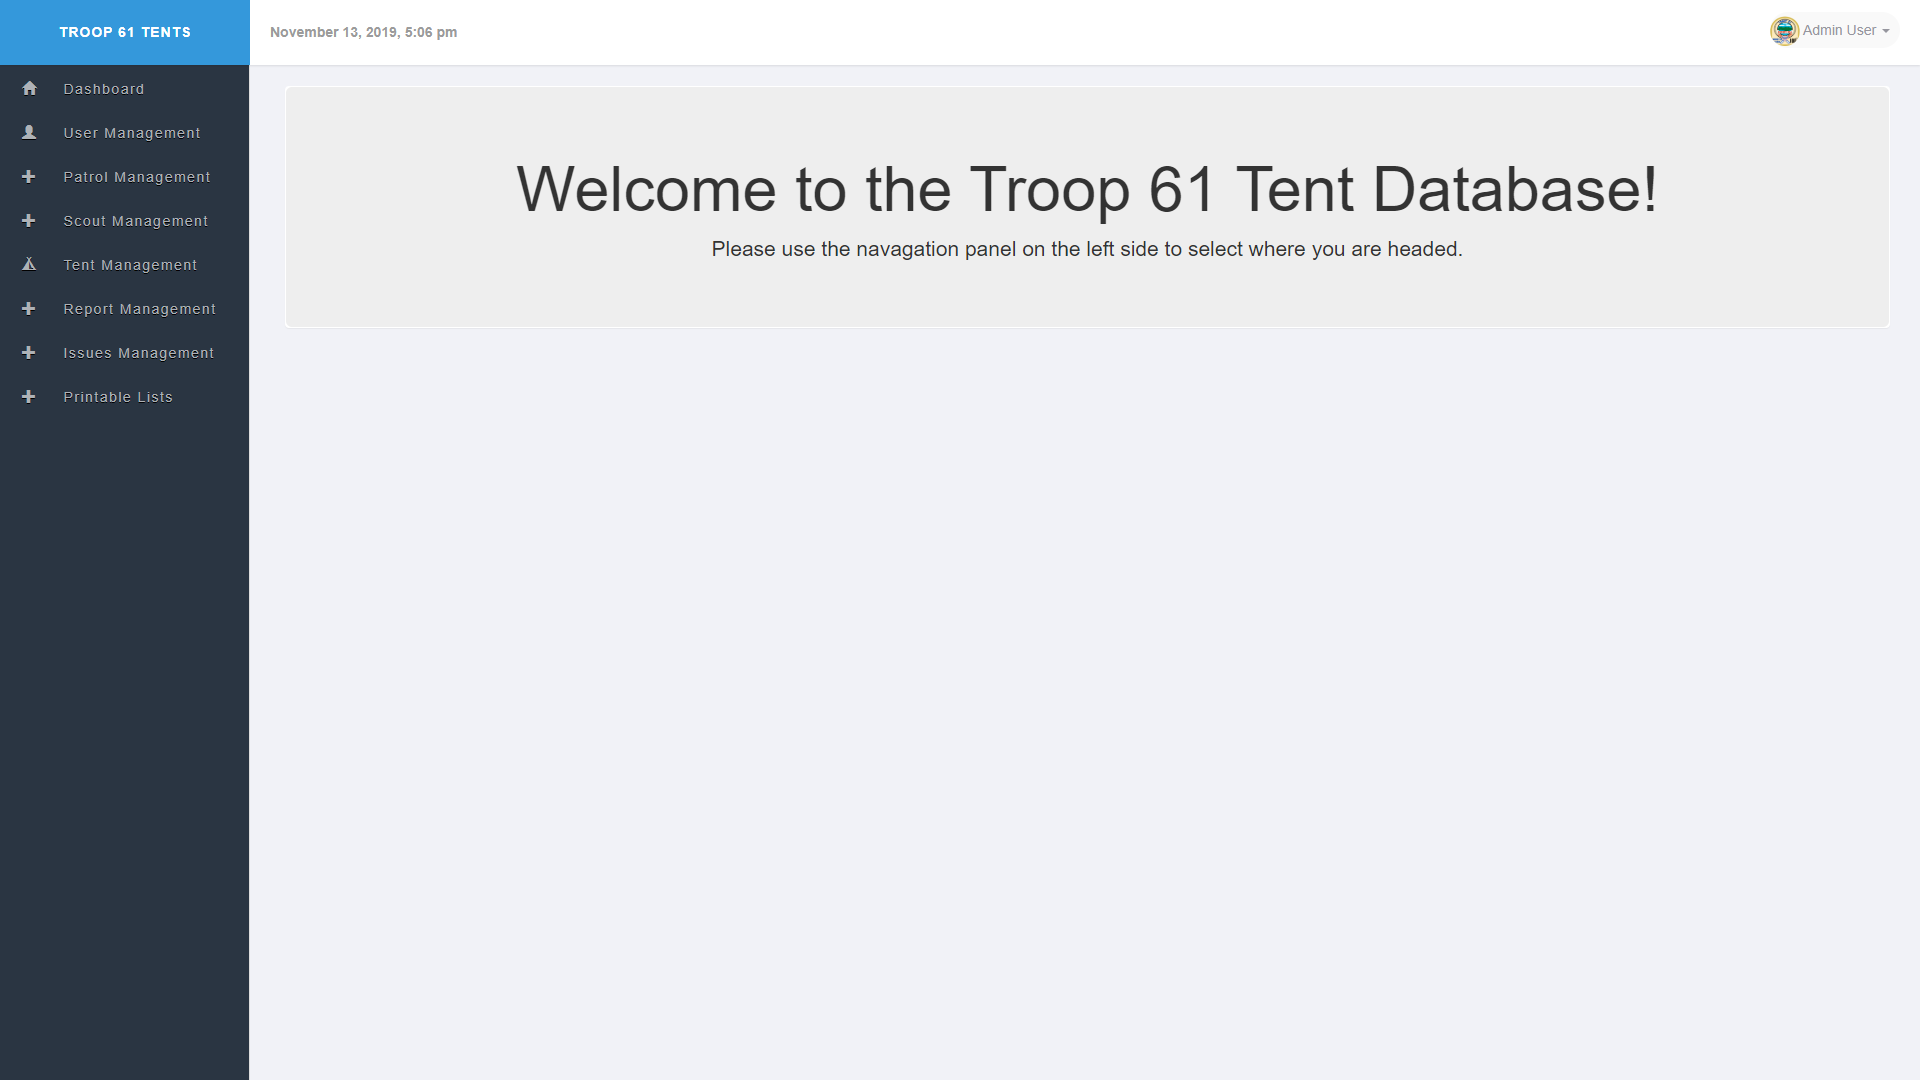 TROOP 61 TENTS
November 13, 2019, 5:06 pm
Admin User
Dashboard
User Management
Patrol Management
Scout Management
Tent Management
Report Management
Issues Management
Printable Lists
Welcome to the Troop 61 Tent Database!
Please use the navagation panel on the left side to select where you are headed.